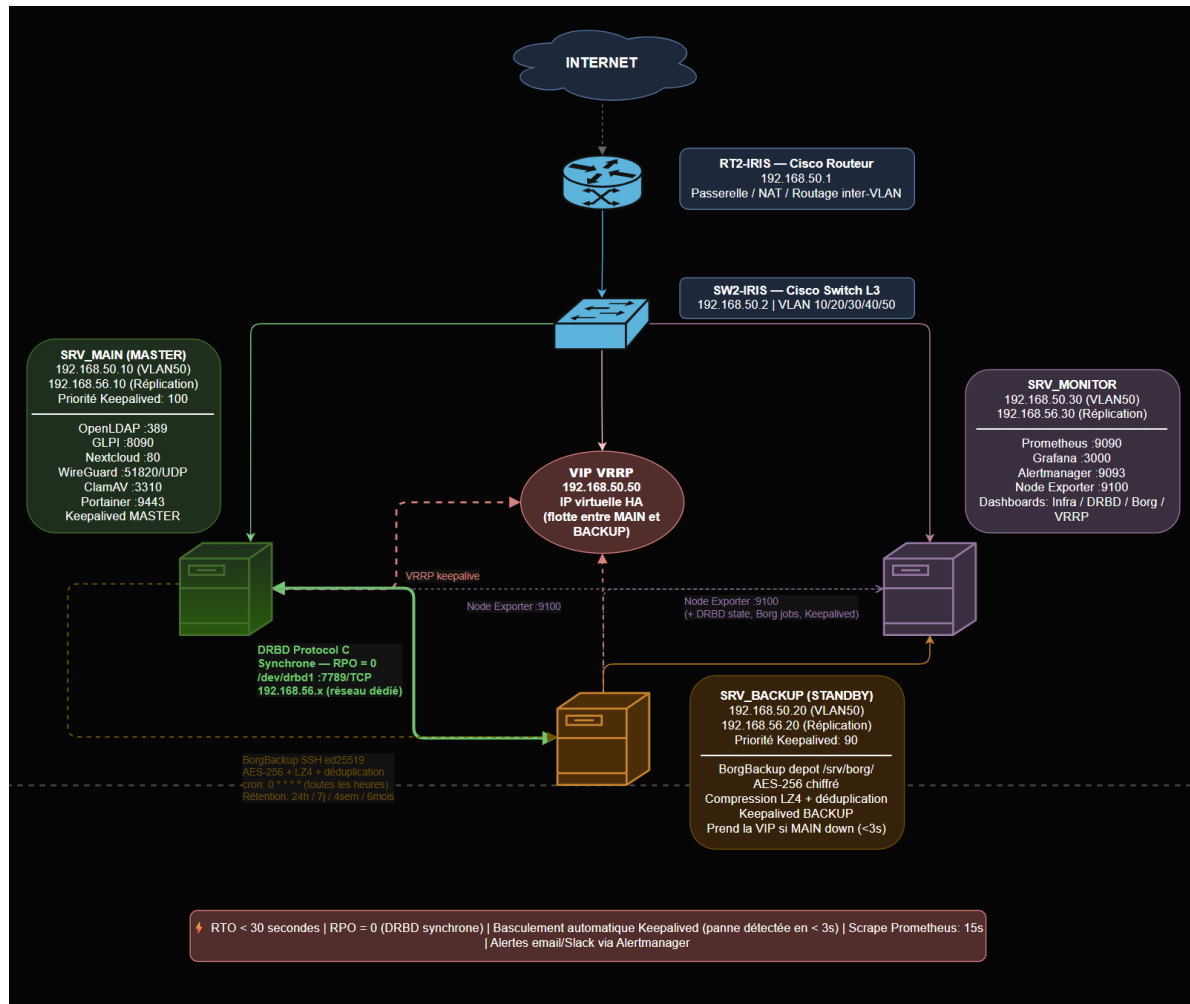 INTERNET
RT2-IRIS — Cisco Routeur
192.168.50.1
Passerelle / NAT / Routage inter-VLAN
SW2-IRIS — Cisco Switch L3
192.168.50.2 | VLAN 10/20/30/40/50
SRV_MAIN (MASTER)
192.168.50.10 (VLAN50)
192.168.56.10 (Réplication)
Priorité Keepalived: 100
OpenLDAP :389
GLPI :8090
Nextcloud :80
WireGuard :51820/UDP
ClamAV :3310
Portainer :9443
Keepalived MASTER
VIP VRRP
192.168.50.50
IP virtuelle HA
(flotte entre MAIN et
BACKUP)
SRV_MONITOR
192.168.50.30 (VLAN50)
192.168.56.30 (Réplication)
Prometheus :9090
Grafana :3000
Alertmanager :9093
Node Exporter :9100
Dashboards: Infra / DRBD / Borg /
VRRP
VRRP keepalive
Node Exporter :9100
Node Exporter :9100
(+ DRBD state, Borg jobs, Keepalived)
DRBD Protocol C
Synchrone — RPO = 0
/dev/drbd1 :7789/TCP
192.168.56.x (réseau dédié)
SRV_BACKUP (STANDBY)
192.168.50.20 (VLAN50)
192.168.56.20 (Réplication)
Priorité Keepalived: 90
BorgBackup depot /srv/borg/
AES-256 chiffré
Compression LZ4 + déduplication
Keepalived BACKUP
Prend la VIP si MAIN down (<3s)
BorgBackup SSH ed25519
AES-256 + LZ4 + déduplication
cron: 0 * * * * (toutes les heures)
Rétention: 24h / 7j / 4sem / 6mois
⚡ RTO < 30 secondes | RPO = 0 (DRBD synchrone) | Basculement automatique Keepalived (panne détectée en < 3s) | Scrape Prometheus: 15s
| Alertes email/Slack via Alertmanager